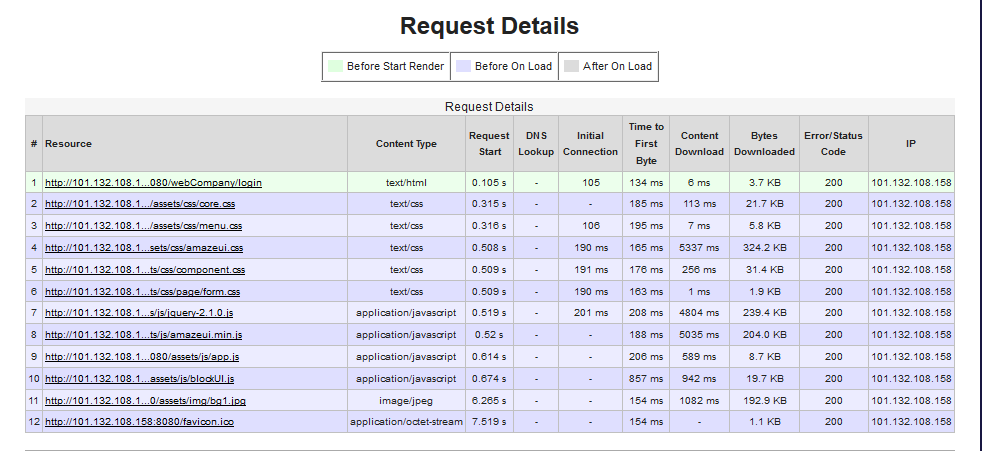 Request Details
Before Start Render Before On Load After On Load
Request Details
# Resource Content Type Request Start DNS Lookup Initial Connection Time to First Byte Content Download Bytes Downloaded Error/Status Code IP
1 http://101.132.108.1...080/webCompany/login text/html 0.105 s - 105 134 ms 6 ms 3.7 KB 200 101.132.108.158
2 http://101.132.108.1.../assets/css/core.css text/css 0.315 s - - 185 ms 113 ms 21.7 KB 200 101.132.108.158
3 http://101.132.108.1.../assets/css/menu.css text/css 0.316 s - 106 195 ms 7 ms 5.8 KB 200 101.132.108.158
4 http://101.132.108.1...sets/css/amazeui.css text/css 0.508 s - 190 ms 165 ms 5337 ms 324.2 KB 200 101.132.108.158
5 http://101.132.108.1...ts/css/component.css text/css 0.509 s - 191 ms 176 ms 256 ms 31.4 KB 200 101.132.108.158
6 http://101.132.108.1...ts/css/page/form.css text/css 0.509 s - 190 ms 163 ms 1 ms 1.9 KB 200 101.132.108.158
7 http://101.132.108.1...s/js/jquery-2.1.0.js application/javascript 0.519 s - 201 ms 208 ms 4804 ms 239.4 KB 200 101.132.108.158
8 http://101.132.108.1...ts/js/amazeui.min.js application/javascript 0.52 s - - 188 ms 5035 ms 204.0 KB 200 101.132.108.158
9 http://101.132.108.1...080/assets/js/app.js application/javascript 0.614 s - - 206 ms 589 ms 8.7 KB 200 101.132.108.158
10 http://101.132.108.1...assets/js/blockUI.js application/javascript 0.674 s - - 857 ms 942 ms 19.7 KB 200 101.132.108.158
11 http://101.132.108.1...0/assets/img/bg1.jpg image/jpeg 6.265 s - - 154 ms 1082 ms 192.9 KB 200 101.132.108.158
12 http://101.132.108.158:8080/favicon.ico application/octet-stream 7.519 s - - 154 ms - 1.1 KB 200 101.132.108.158